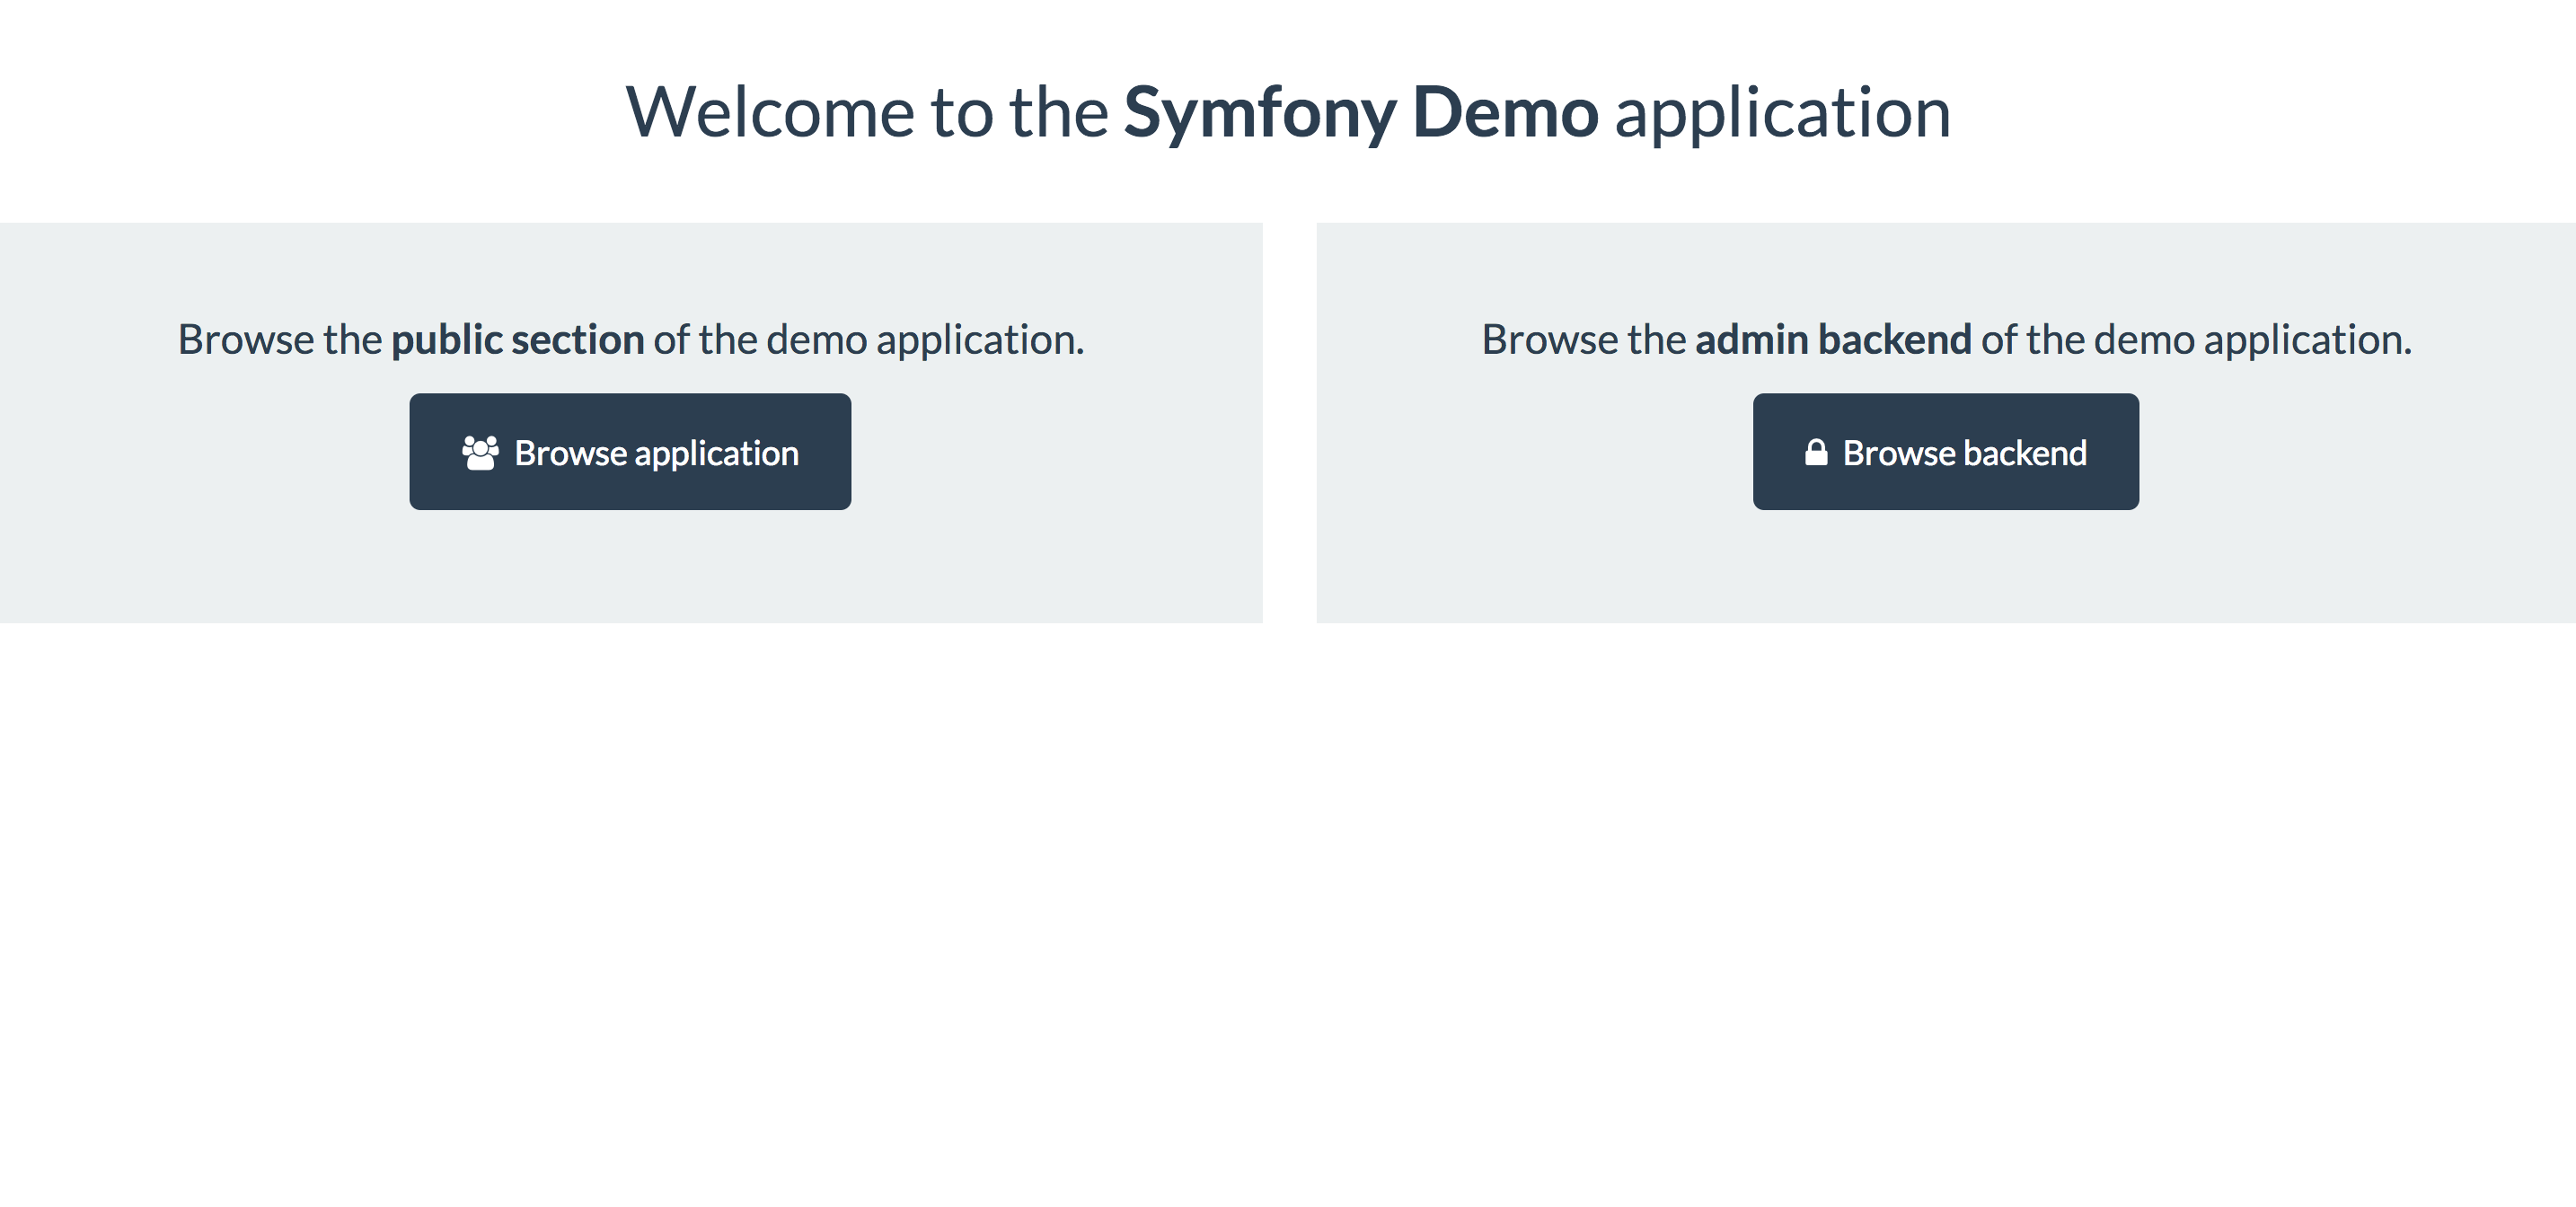 Welcome to the Symfony Demo application
Browse the public section of the demo application.
Browse application
Browse the admin backend of the demo application.
Browse backend